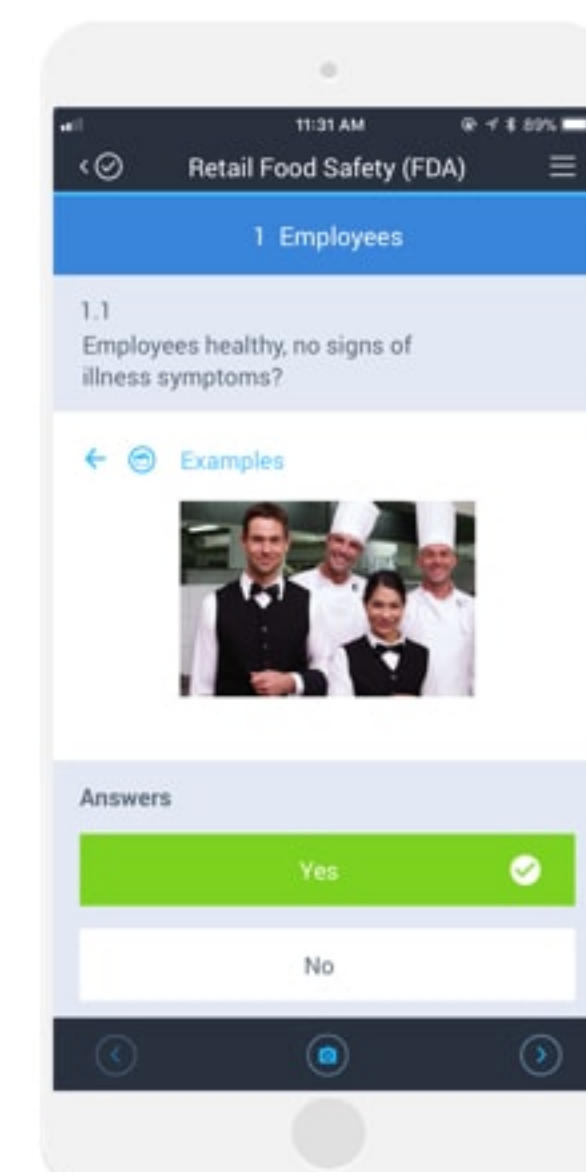 11:31 AM
89%
Retail Food Safety (FDA)
1 Employees
1.1
Employees healthy, no signs of
illness symptoms?
Examples
Answers
Yes
No